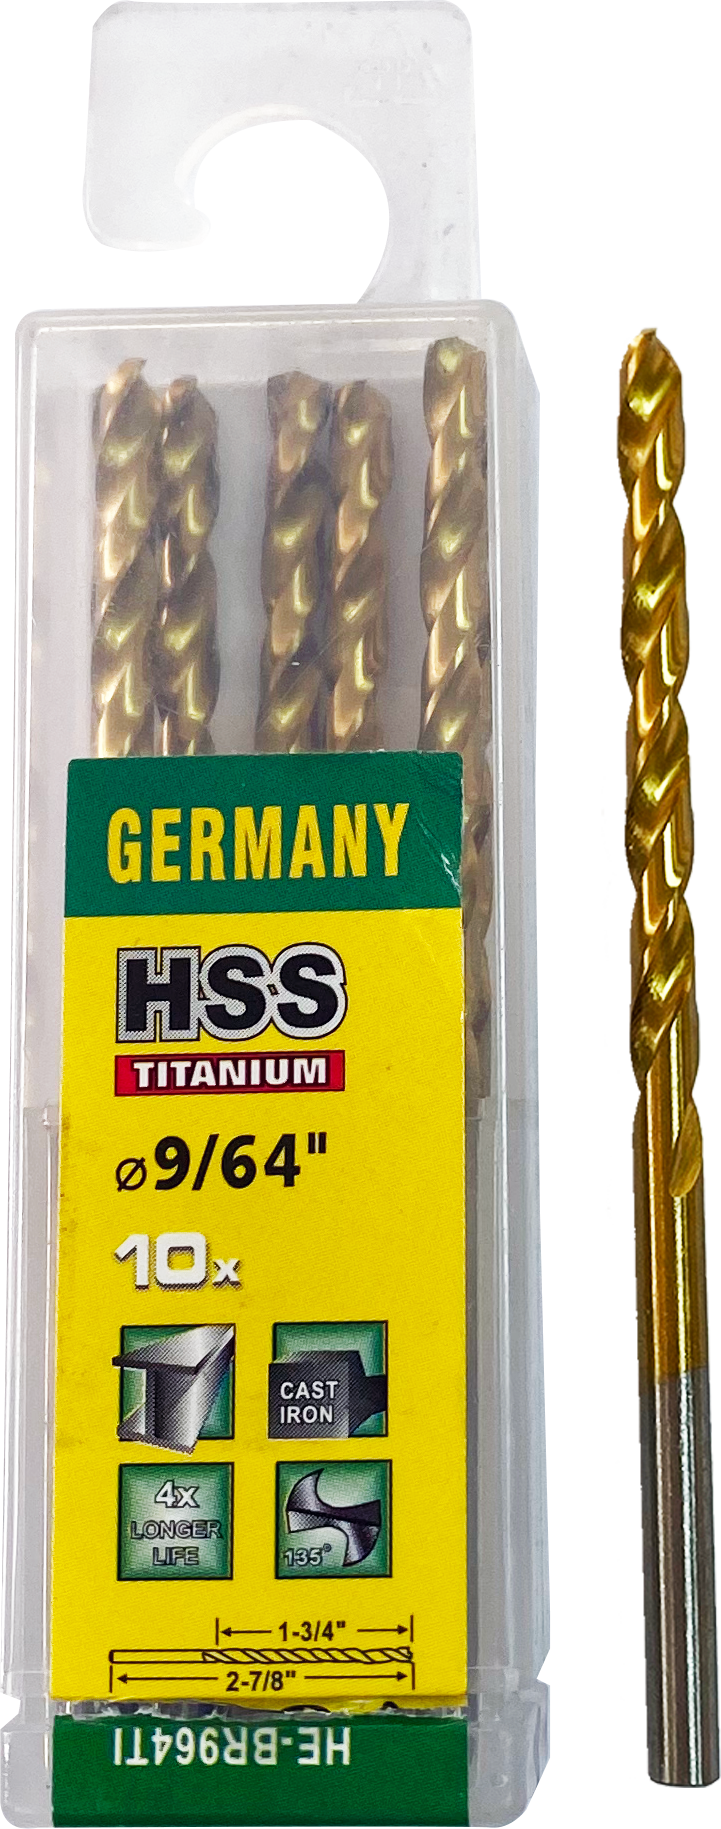 GERMANY
HSS
TITANIUM
⌀9/64"
10x
CAST
IRON
4x
LONGER
LIFE
135°
1-3/4"
2-7/8"
HE-BR964TI